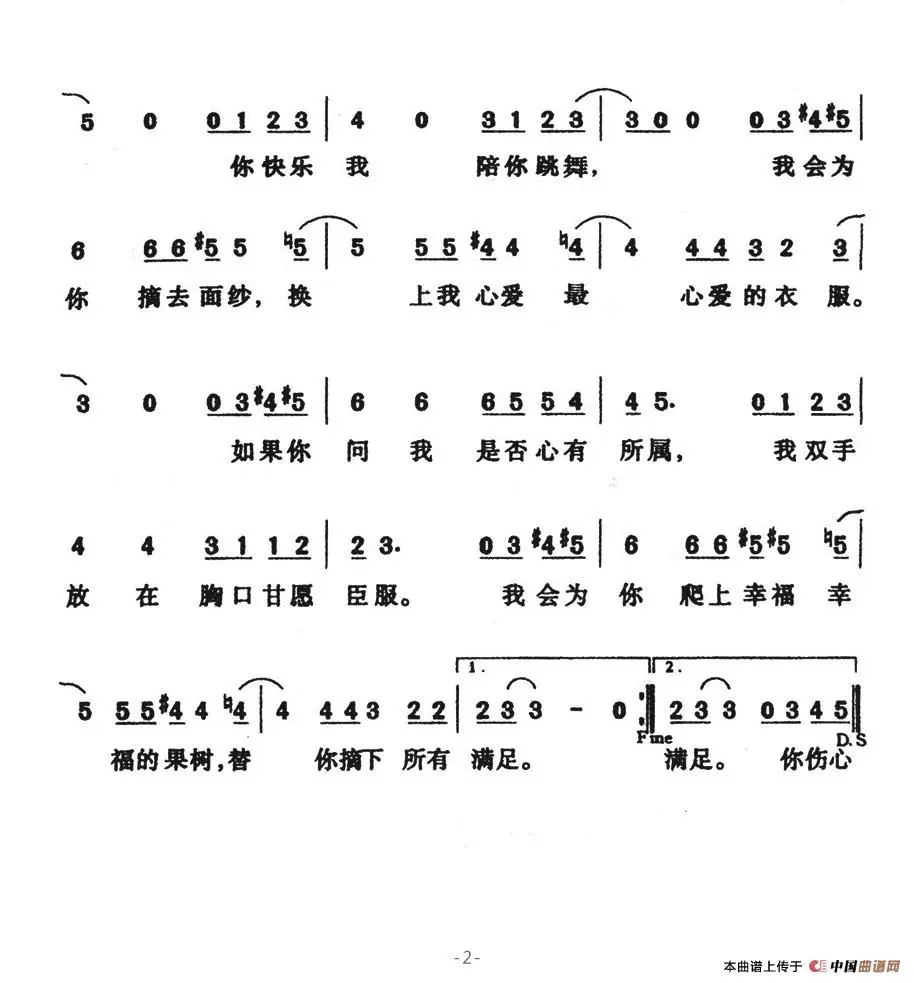 5 0 0 1 2 3 | 4 0 3 1 2 3 | 3 0 0 0 3 #4 #5 |
你快乐 我 陪你跳舞, 我会为
6 6 6 #5 5 ♮5 | 5 5 5 #4 4 ♮4 | 4 4 4 3 2 3 |
你 摘去面纱, 换 上我心爱 最 心爱的衣 服。
3 0 0 3 #4 #5 | 6 6 6 5 5 4 | 4 5. 0 1 2 3 |
如果你 问 我 是否心有 所属, 我双手
4 4 3 1 1 2 | 2 3. 0 3 #4 #5 | 6 6 6 #5 #5 ♮5 |
放 在 胸口甘愿 臣服。 我会为 你 爬上幸福 幸
1. 2.
5 5 5 #4 4 ♮4 | 4 4 4 3 2 2 | 2 3 3 - 0 :‖ 2 3 3 0 3 4 5 ‖
Fine D.S
福的果树, 替 你摘下 所有 满足。 满足。 你伤心
-2-
本曲谱上传于 中国曲谱网